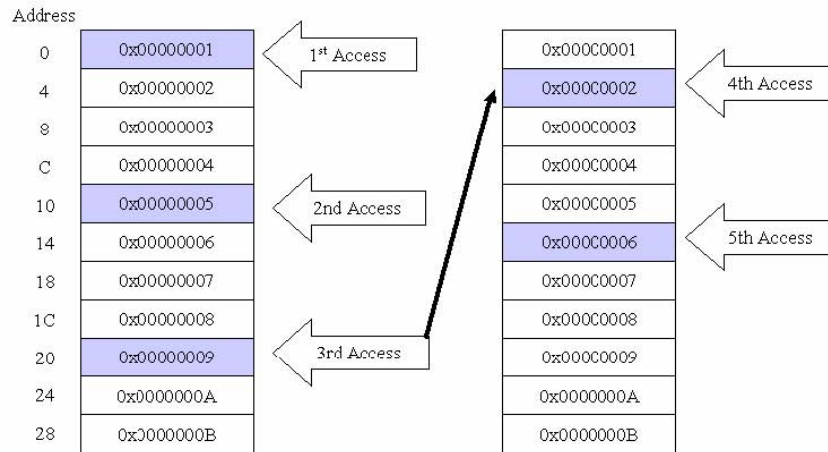 Address
0 0x00000001 1st Access 0x000C0001
4 0x00000002 0x000C0002 4th Access
8 0x00000003 0x000C0003
C 0x00000004 0x000C0004
10 0x00000005 2nd Access 0x000C0005
14 0x00000006 0x000C0006 5th Access
18 0x00000007 0x000C0007
1C 0x00000008 0x000C0008
20 0x00000009 3rd Access 0x000C0009
24 0x0000000A 0x0000000A
28 0x0000000B 0x0000000B